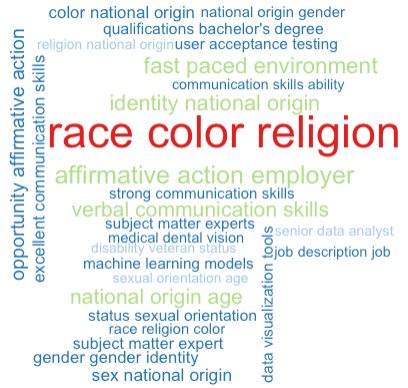 color national origin
national origin gender
qualifications bachelor's degree
religion national origin
user acceptance testing
fast paced environment
communication skills ability
identity national origin
race color religion
affirmative action employer
strong communication skills
verbal communication skills
subject matter experts
senior data analyst
medical dental vision
disability veteran status
job description job
machine learning models
sexual orientation age
national origin age
status sexual orientation
race religion color
subject matter expert
gender gender identity
sex national origin
opportunity affirmative action
excellent communication skills
data visualization tools